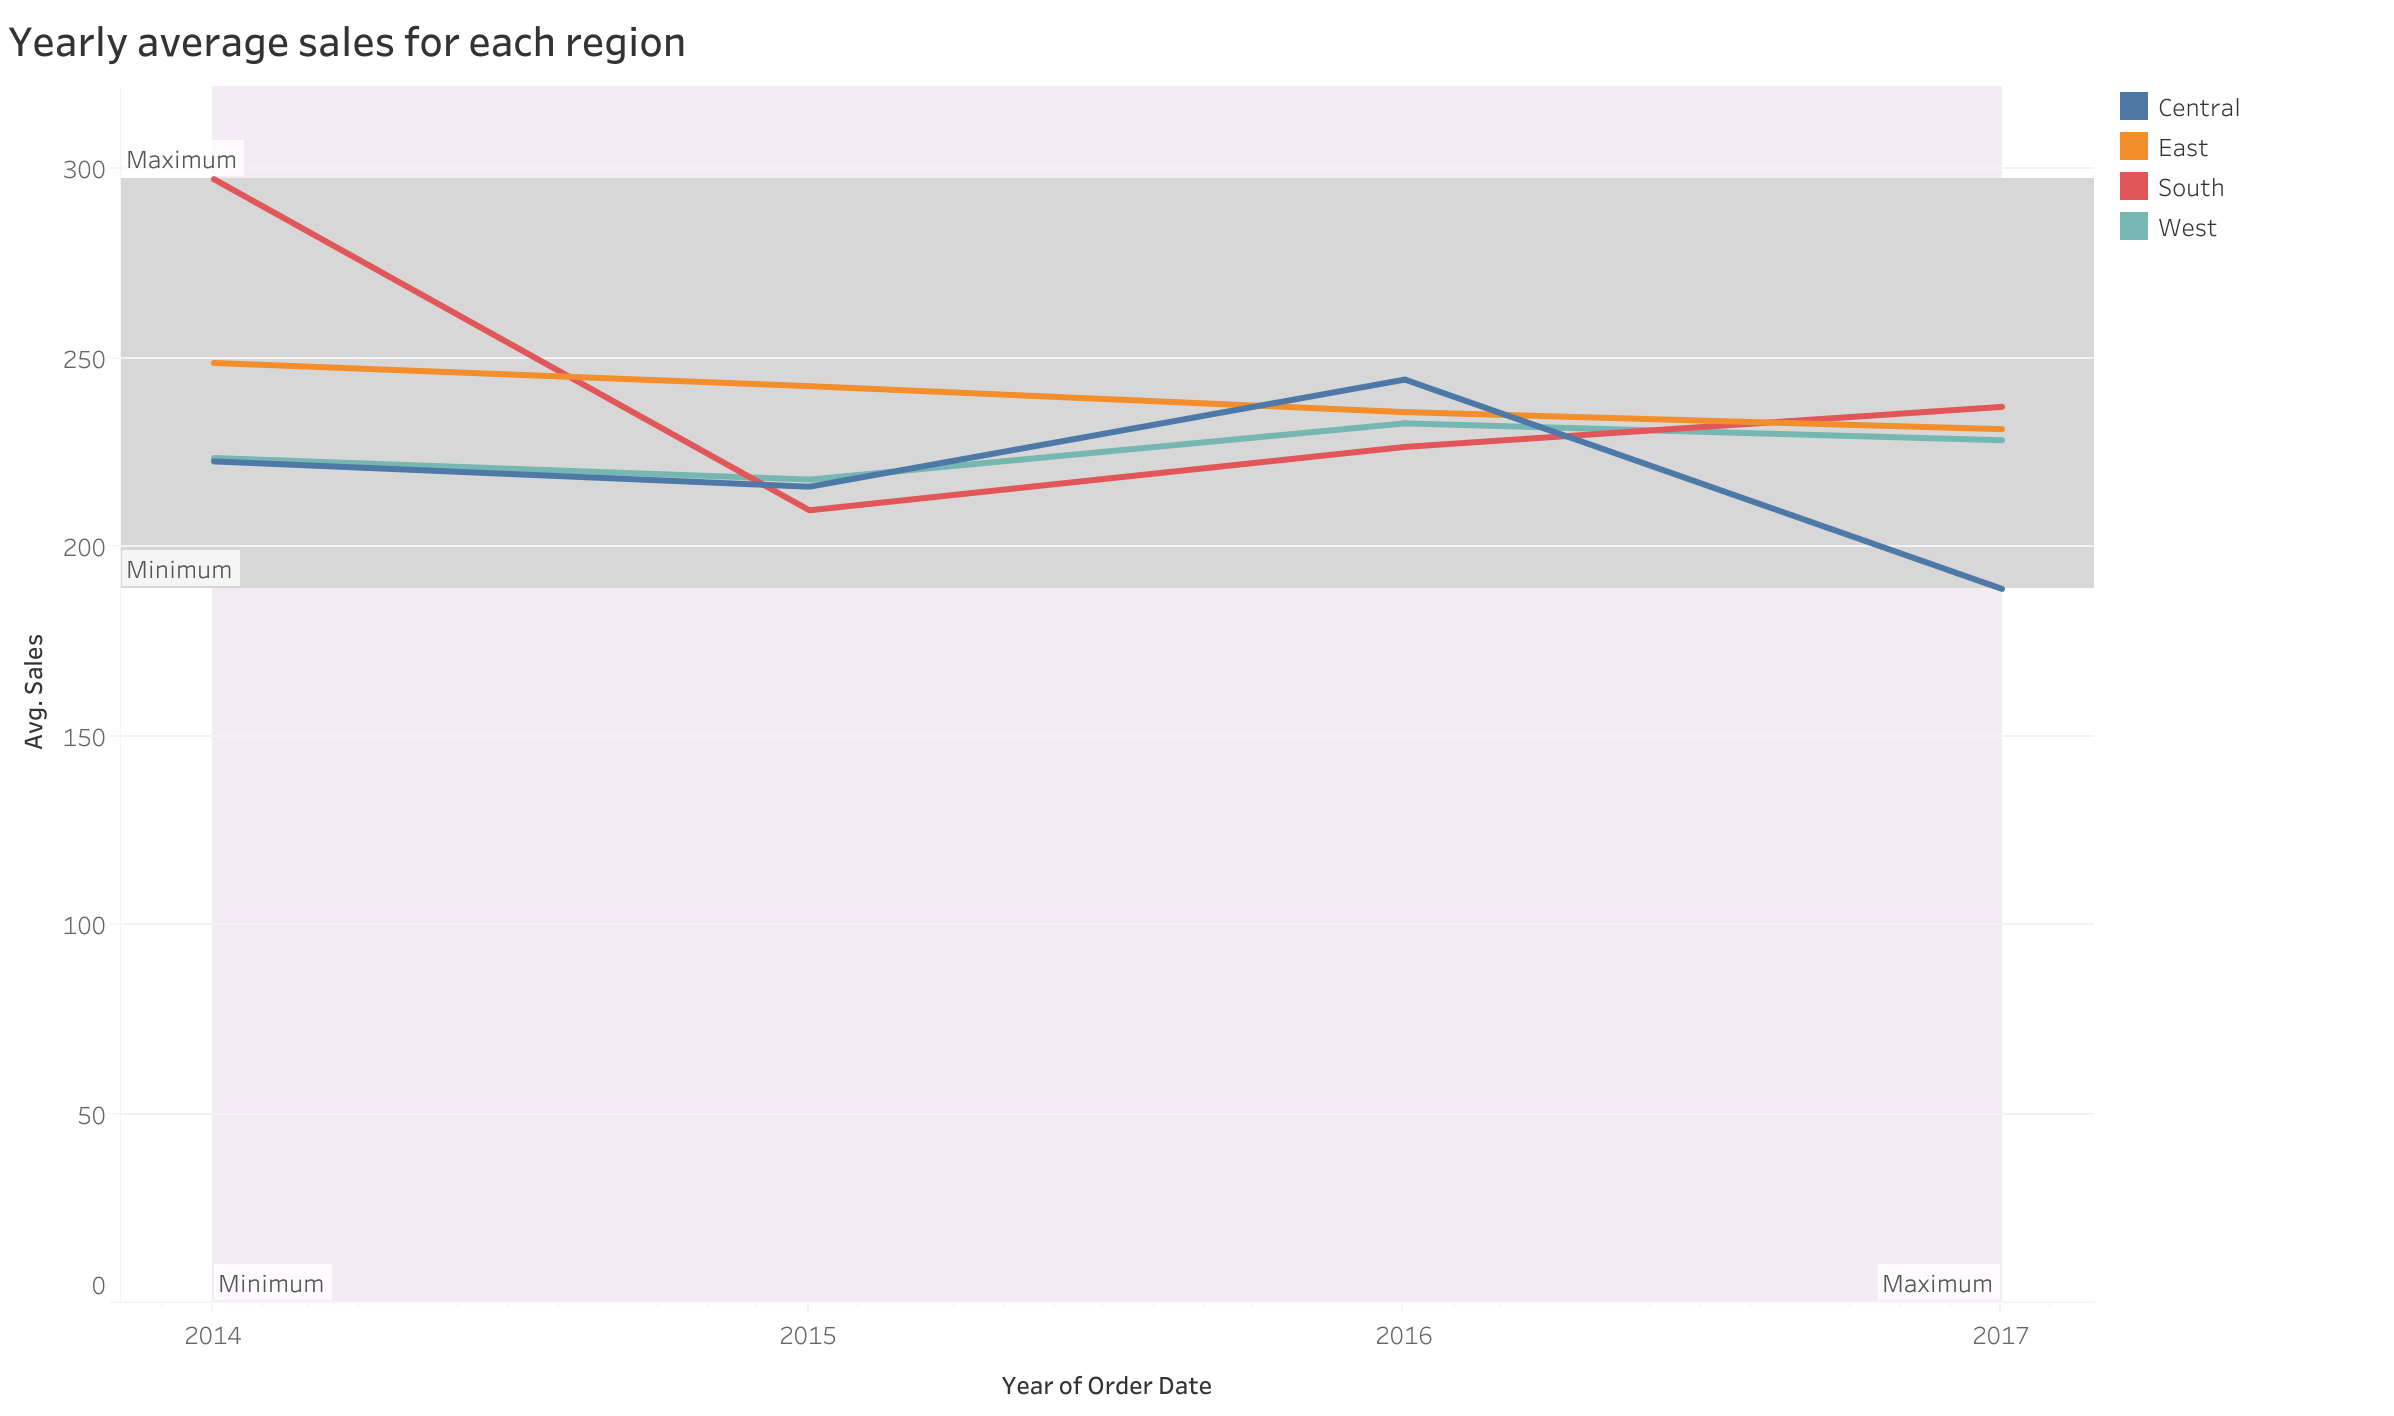 Yearly average sales for each region
Central
East
South
West
Maximum
300
250
200
Minimum
150
100
50
0
Avg. Sales
Minimum
Maximum
2014
2015
2016
2017
Year of Order Date